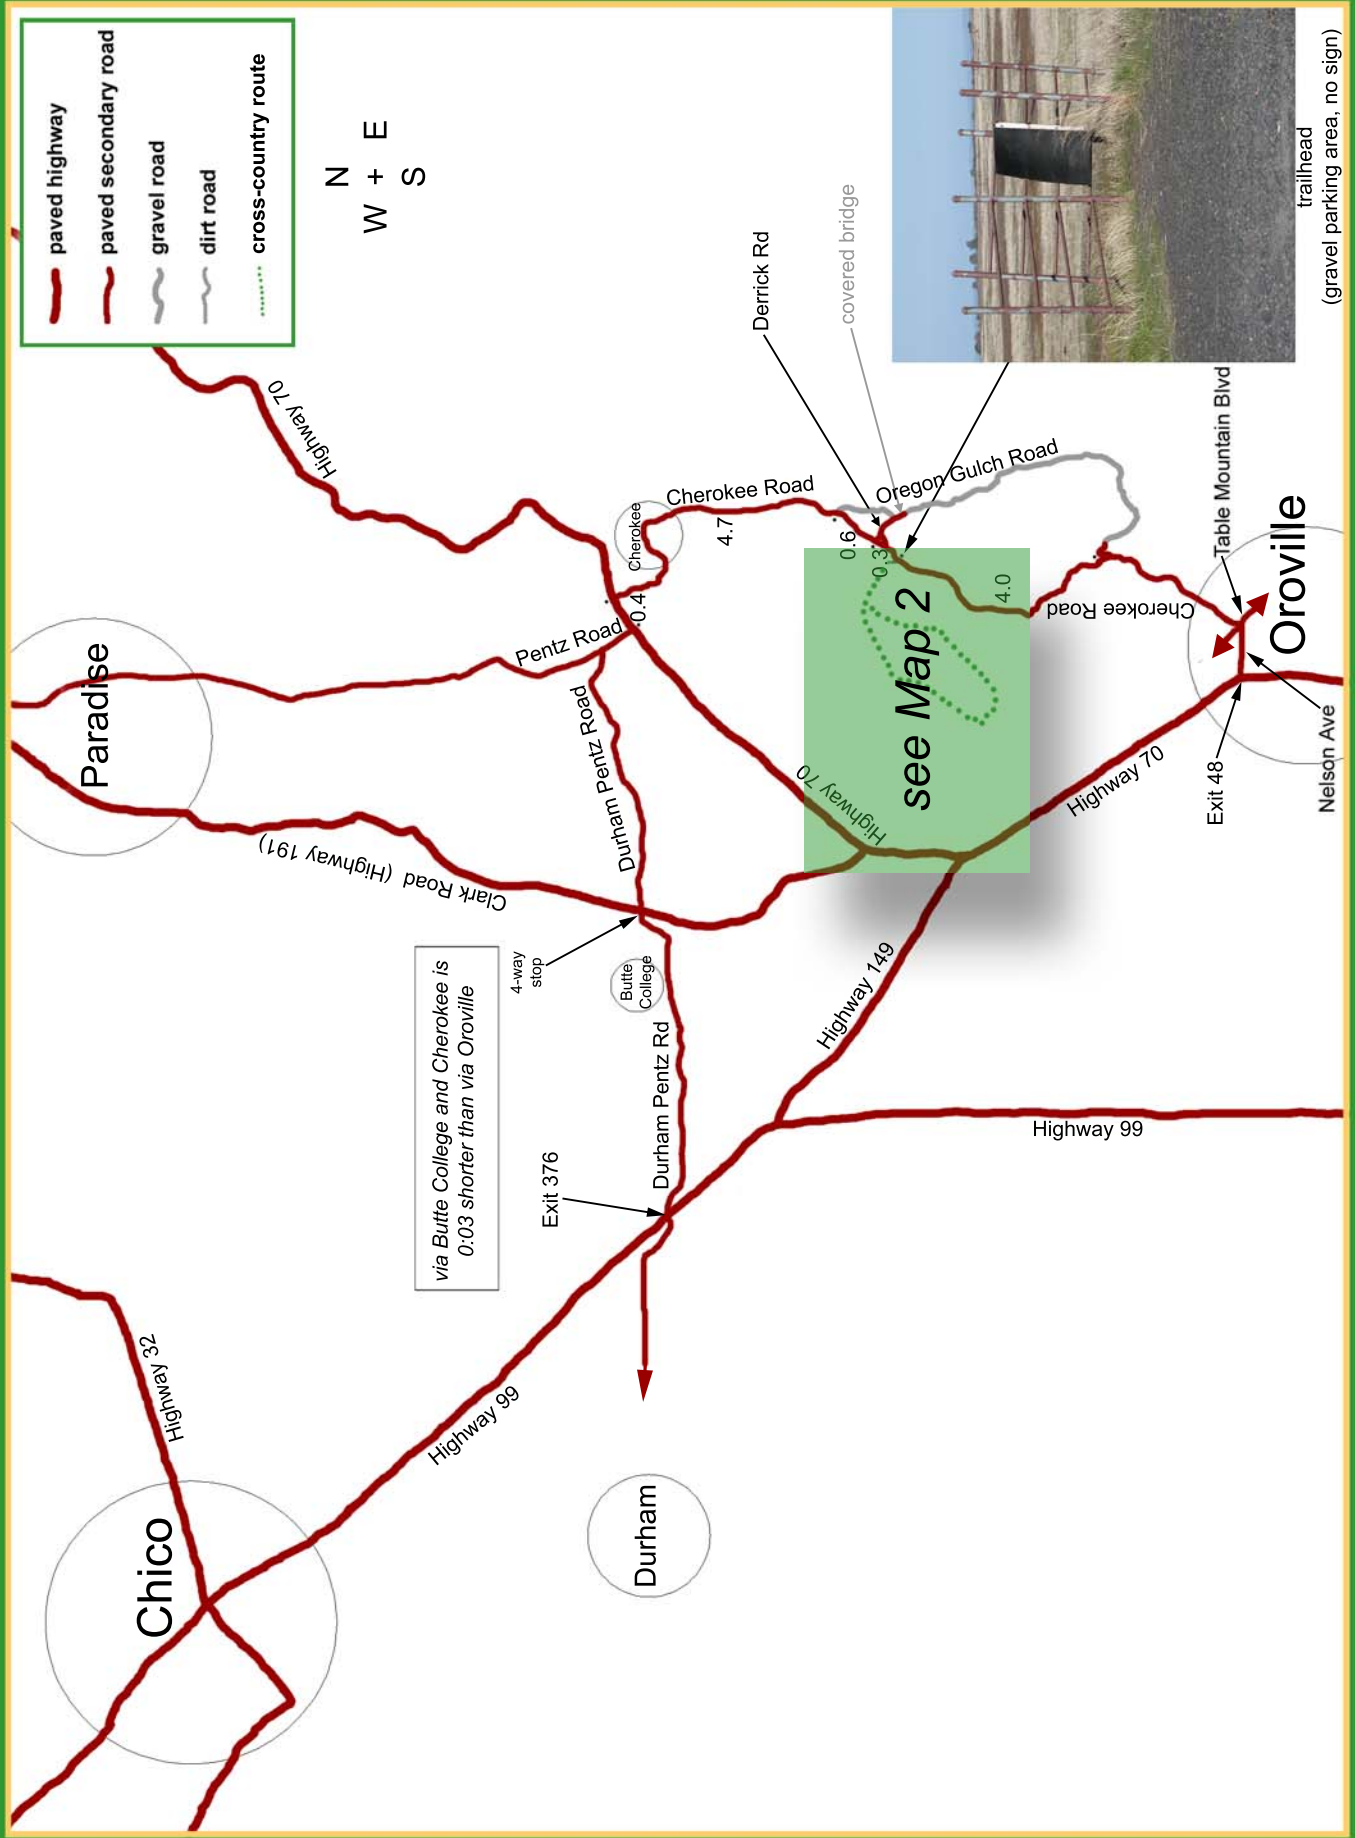 paved highway
paved secondary road
gravel road
dirt road
cross-country route
N
W + E
S
Highway 70
Paradise
Pentz Road
Clark Road (Highway 191)
Durham Pentz Road
Cherokee
Cherokee Road
4.7
0.4
0.6
0.3
4.0
Derrick Rd
covered bridge
Oregon Gulch Road
trailhead
(gravel parking area, no sign)
see Map 2
Highway 70
Highway 70
Cherokee Road
Table Mountain Blvd
Oroville
Exit 48
Nelson Ave
4-way
stop
Butte
College
via Butte College and Cherokee is
0:03 shorter than via Oroville
Durham Pentz Rd
Exit 376
Highway 149
Highway 99
Highway 99
Highway 32
Chico
Durham